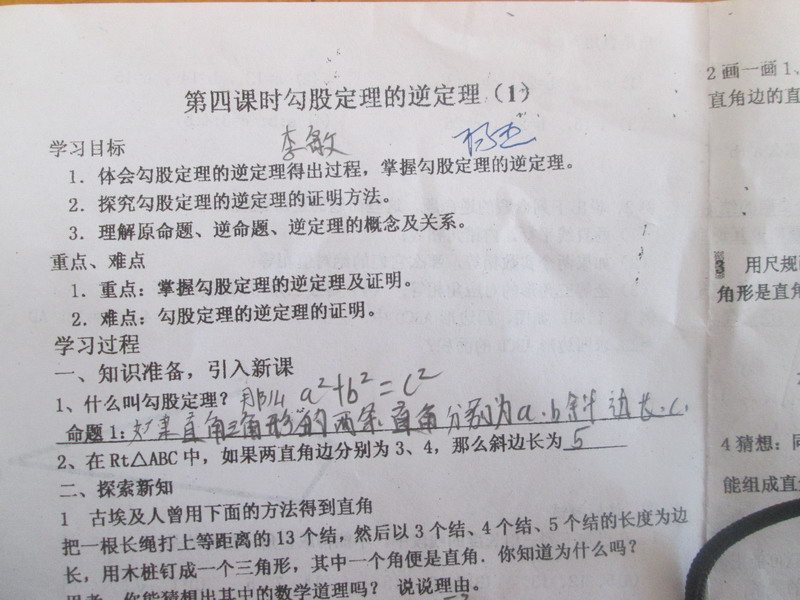 第四课时勾股定理的逆定理（1）
李敏
学习目标
1．体会勾股定理的逆定理得出过程，掌握勾股定理的逆定理。
2．探究勾股定理的逆定理的证明方法。
3．理解原命题、逆命题、逆定理的概念及关系。
重点、难点
1．重点：掌握勾股定理的逆定理及证明。
2．难点：勾股定理的逆定理的证明。
学习过程
一、知识准备，引入新课
1、什么叫勾股定理？那么 a²+b²=c²
命题1：如果直角三角形的两条直角分别为a.b斜边长c.
2、在 Rt△ABC 中，如果两直角边分别为 3、4，那么斜边长为 5
二、探索新知
1 古埃及人曾用下面的方法得到直角
把一根长绳打上等距离的 13 个结，然后以 3 个结、4 个结、5 个结的长度为边
长，用木桩钉成一个三角形，其中一个角便是直角．你知道为什么吗？
思考：你能猜想出其中的数学道理吗？ 说说理由．
2 画一画 1、
直角边的直
3 用尺规
角形是直角
4 猜想：同
能组成直